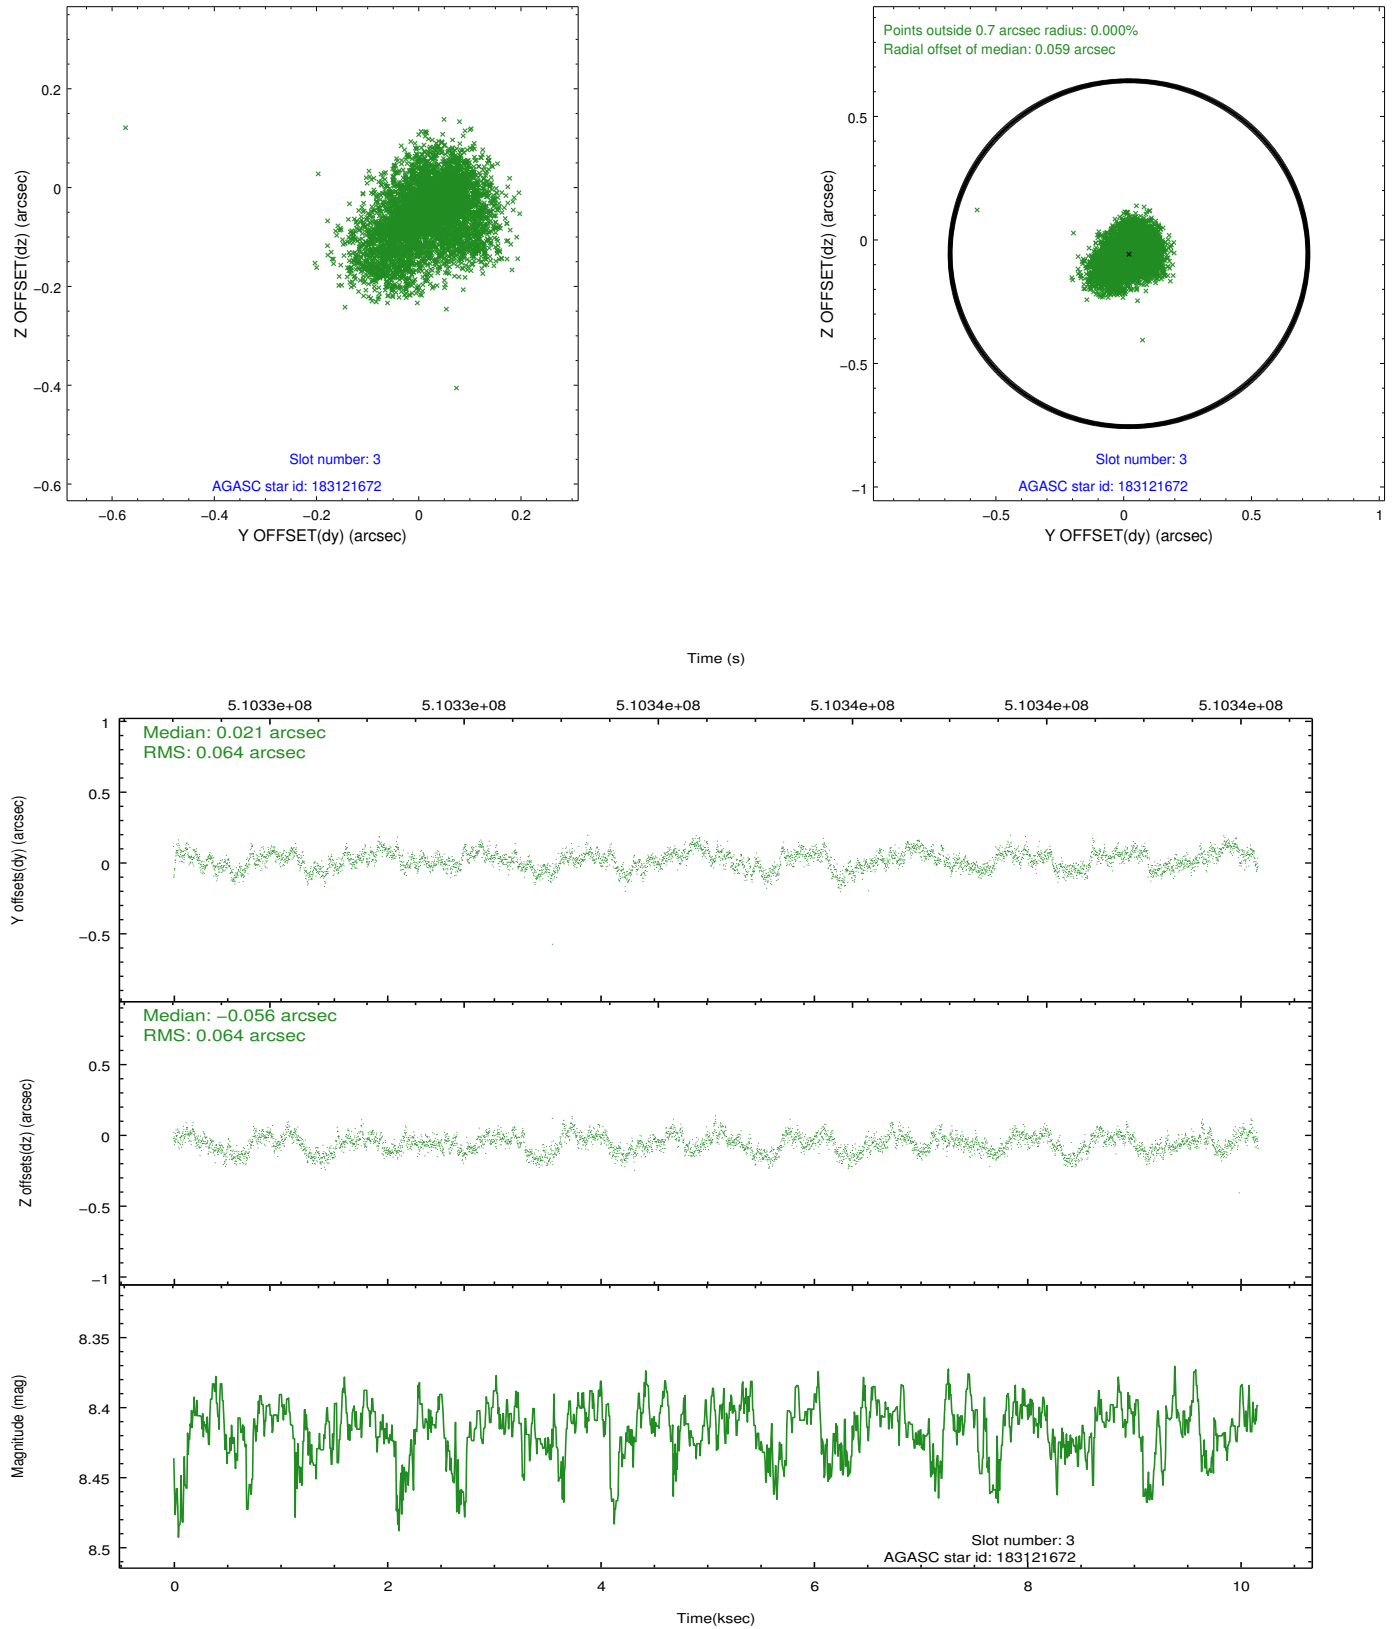 0.2
0
−0.2
−0.4
−0.6
Z OFFSET(dz) (arcsec)
Slot number: 3
AGASC star id: 183121672
−0.6
−0.4
−0.2
0
0.2
Y OFFSET(dy) (arcsec)
Points outside 0.7 arcsec radius: 0.000%
Radial offset of median: 0.059 arcsec
0.5
0
−0.5
−1
Z OFFSET(dz) (arcsec)
Slot number: 3
AGASC star id: 183121672
−0.5
0
0.5
1
Y OFFSET(dy) (arcsec)
Time (s)
5.1033e+08
5.1033e+08
5.1034e+08
5.1034e+08
5.1034e+08
5.1034e+08
Median: 0.021 arcsec
RMS: 0.064 arcsec
1
0.5
0
−0.5
Y offsets(dy) (arcsec)
Median: −0.056 arcsec
RMS: 0.064 arcsec
0.5
0
−0.5
−1
Z offsets(dz) (arcsec)
8.35
8.4
8.45
8.5
Magnitude (mag)
Slot number: 3
AGASC star id: 183121672
0
2
4
6
8
10
Time(ksec)